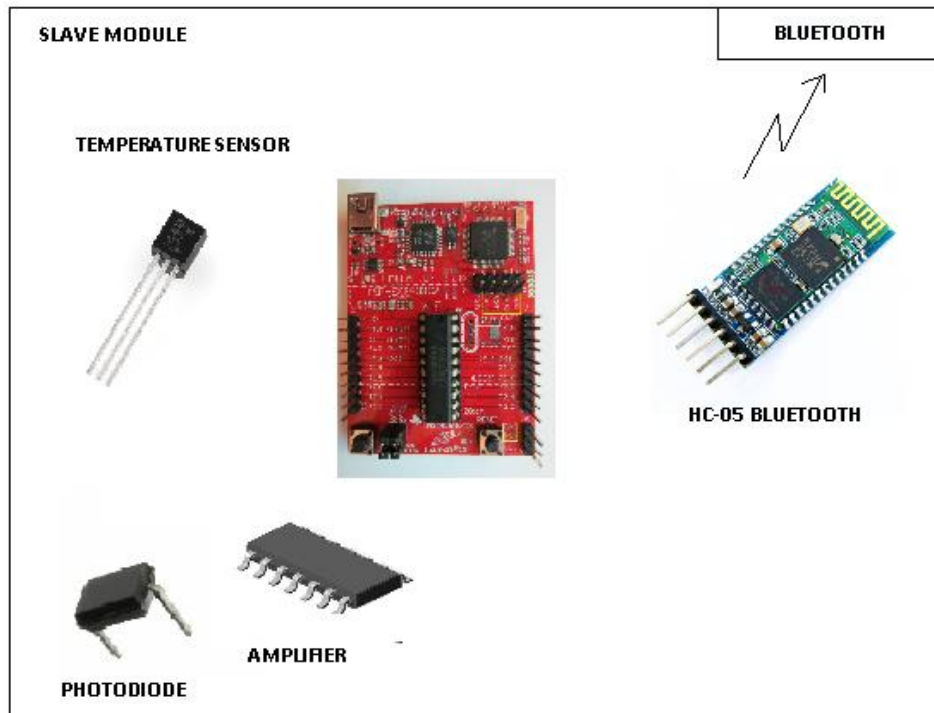 SLAVE MODULE
BLUETOOTH
TEMPERATURE SENSOR
HC-05 BLUETOOTH
AMPLIFIER
PHOTODIODE